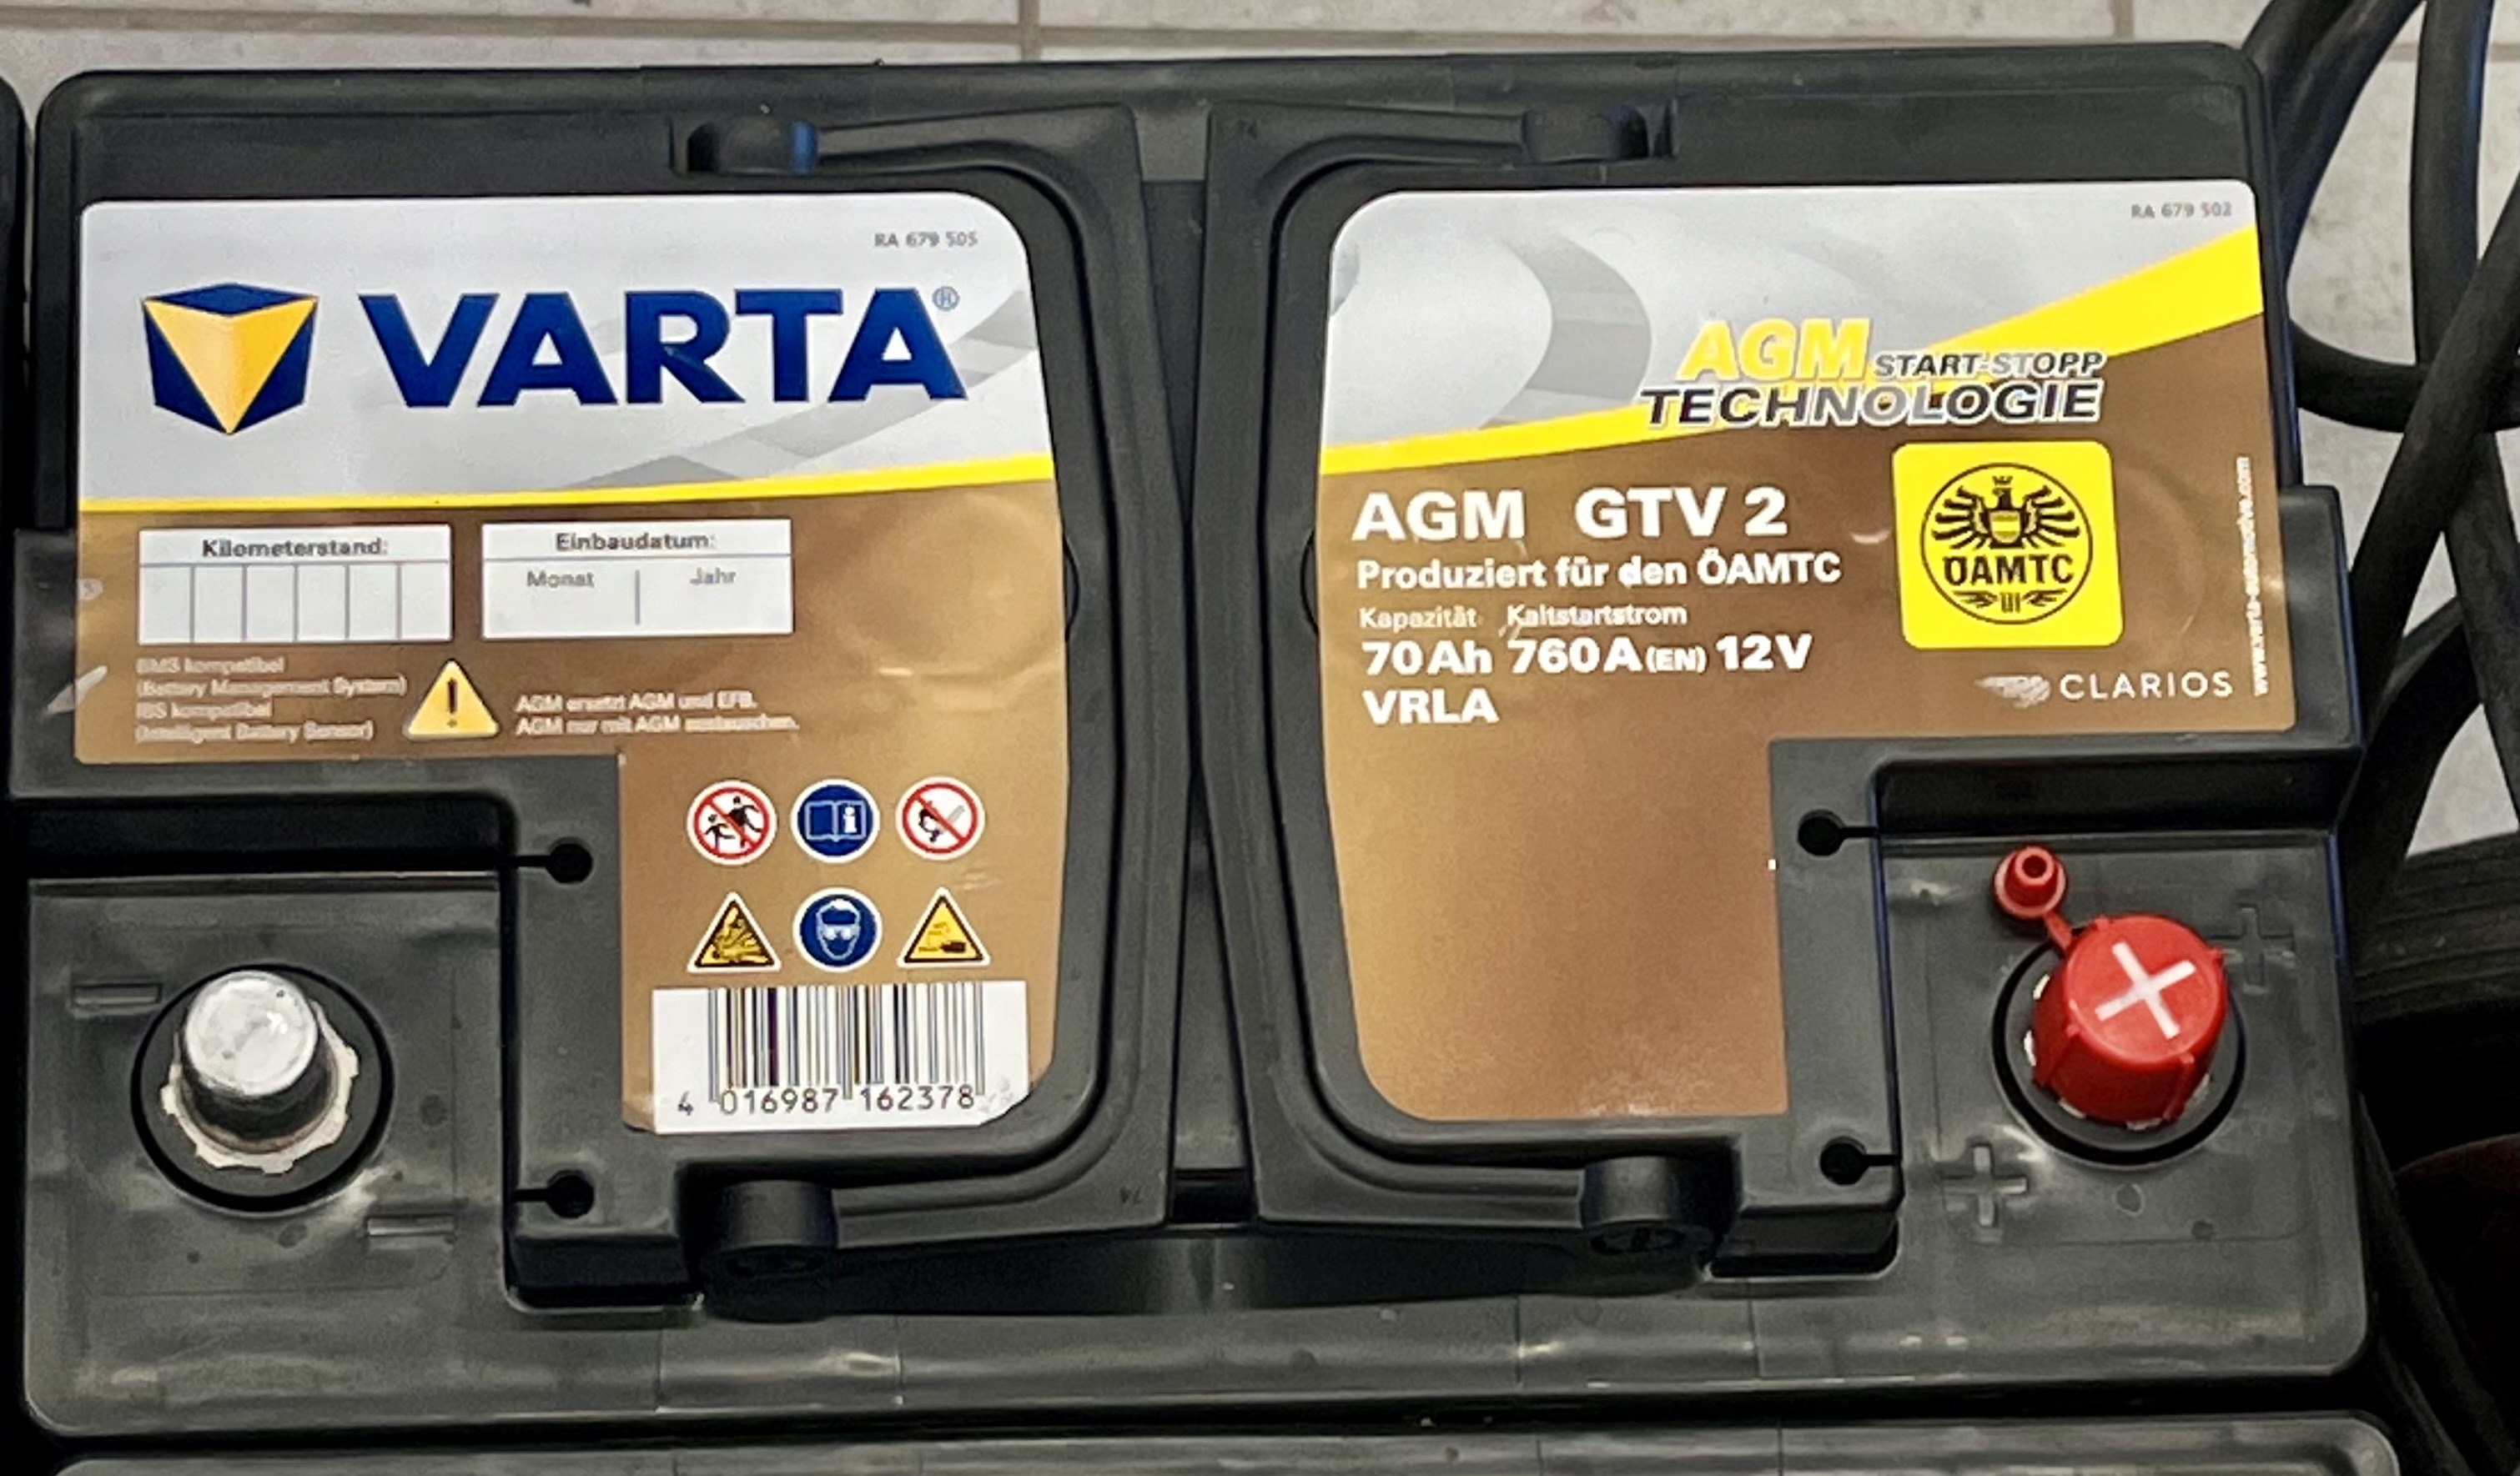 RA 679 505
VARTA®
Kilometerstand:
Einbaudatum:
Monat Jahr
BMS kompatibel
(Battery Management System)
IBS kompatibel
(Intelligent Battery Sensor)
AGM ersetzt AGM und EFB.
AGM nur mit AGM austauschen.
4 016987 162378
RA 679 502
AGM START-STOPP
TECHNOLOGIE
AGM GTV 2
Produziert für den ÖAMTC
Kapazität Kaltstartstrom
70Ah 760A(EN) 12V
VRLA
ÖAMTC
CLARIOS
www.varta-automotive.com
74
74